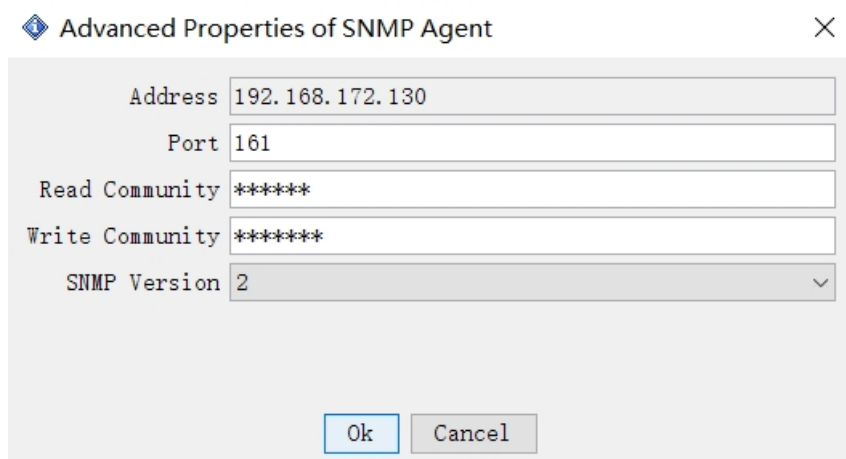 Advanced Properties of SNMP Agent
Address 192.168.172.130
Port 161
Read Community ******
Write Community *******
SNMP Version 2
Ok Cancel